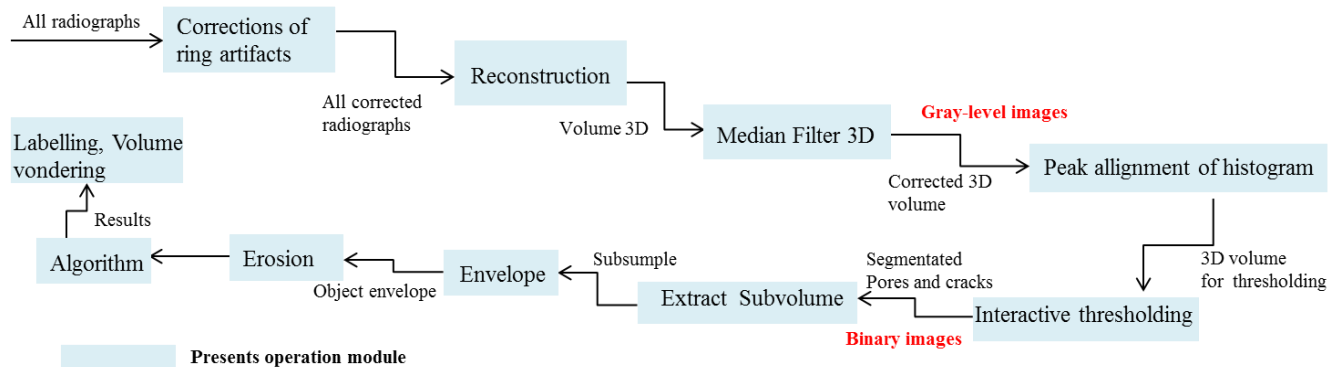 All radiographs
Corrections of
ring artifacts
All corrected
radiographs
Reconstruction
Volume 3D
Median Filter 3D
Gray-level images
Corrected 3D
volume
Peak allignment of histogram
3D volume
for thresholding
Interactive thresholding
Segmentated
Pores and cracks
Binary images
Extract Subvolume
Subsumple
Envelope
Object envelope
Erosion
Algorithm
Results
Labelling, Volume
vondering
Presents operation module